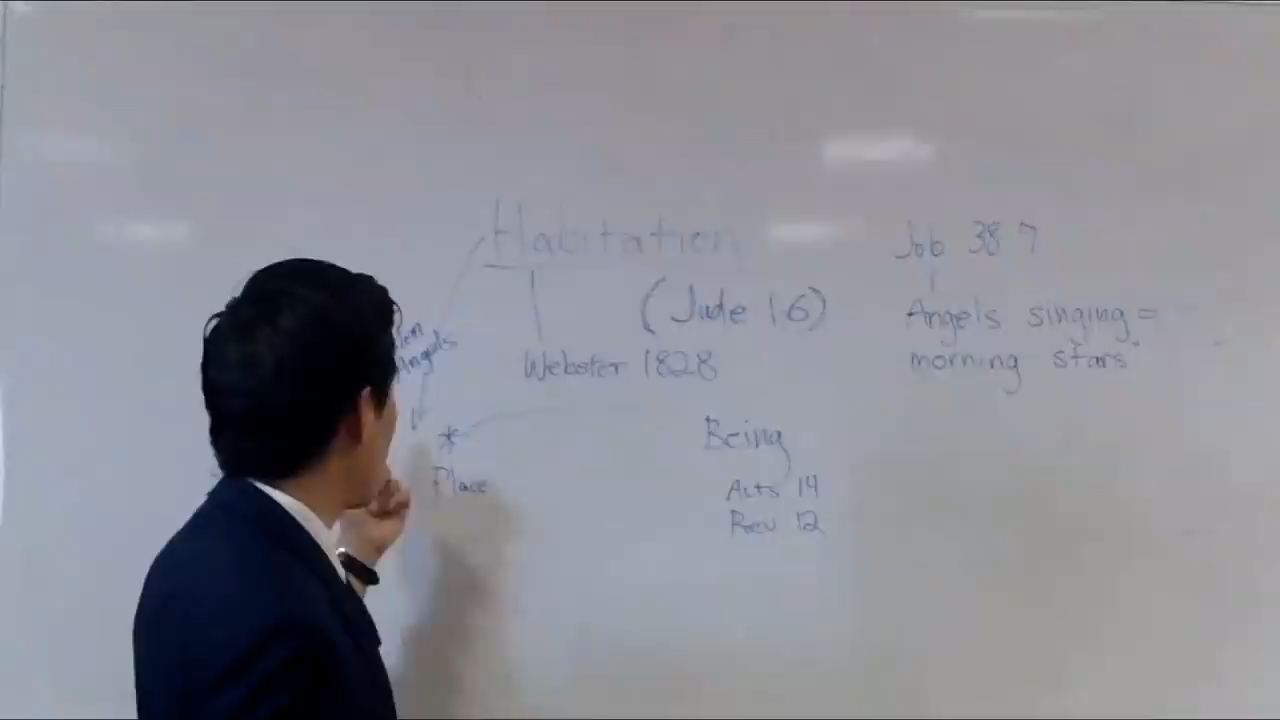 Habitation
(Jude 1 6)
Angels
Webster 1828
*
Place
Being
Acts 14
Rev 12
Job 38 7
Angels singing =
morning stars